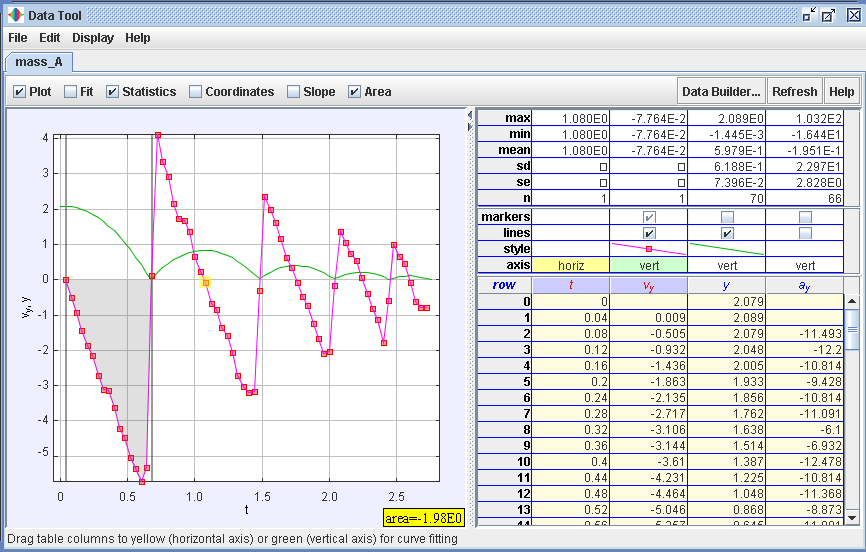 Data Tool
File Edit Display Help
mass_A
Plot Fit Statistics Coordinates Slope Area Data Builder... Refresh Help
4
3
2
1
0
-1
-2
-3
-4
-5
vy, y
0 0.5 1.0 1.5 2.0 2.5
t
area=-1.98E0
max 1.080E0 -7.764E-2 2.089E0 1.032E2
min 1.080E0 -7.764E-2 -1.445E-3 -1.644E1
mean 1.080E0 -7.764E-2 5.979E-1 -1.951E-1
sd 6.188E-1 2.297E1
se 7.396E-2 2.828E0
n 1 1 70 66
markers
lines
style
axis horiz vert vert vert
row t vy y ay
0 0 2.079
1 0.04 0.009 2.089
2 0.08 -0.505 2.079 -11.493
3 0.12 -0.932 2.048 -12.2
4 0.16 -1.436 2.005 -10.814
5 0.2 -1.863 1.933 -9.428
6 0.24 -2.135 1.856 -10.814
7 0.28 -2.717 1.762 -11.091
8 0.32 -3.106 1.638 -6.1
9 0.36 -3.144 1.514 -6.932
10 0.4 -3.61 1.387 -12.478
11 0.44 -4.231 1.225 -10.814
12 0.48 -4.464 1.048 -11.368
13 0.52 -5.046 0.868 -8.873
Drag table columns to yellow (horizontal axis) or green (vertical axis) for curve fitting